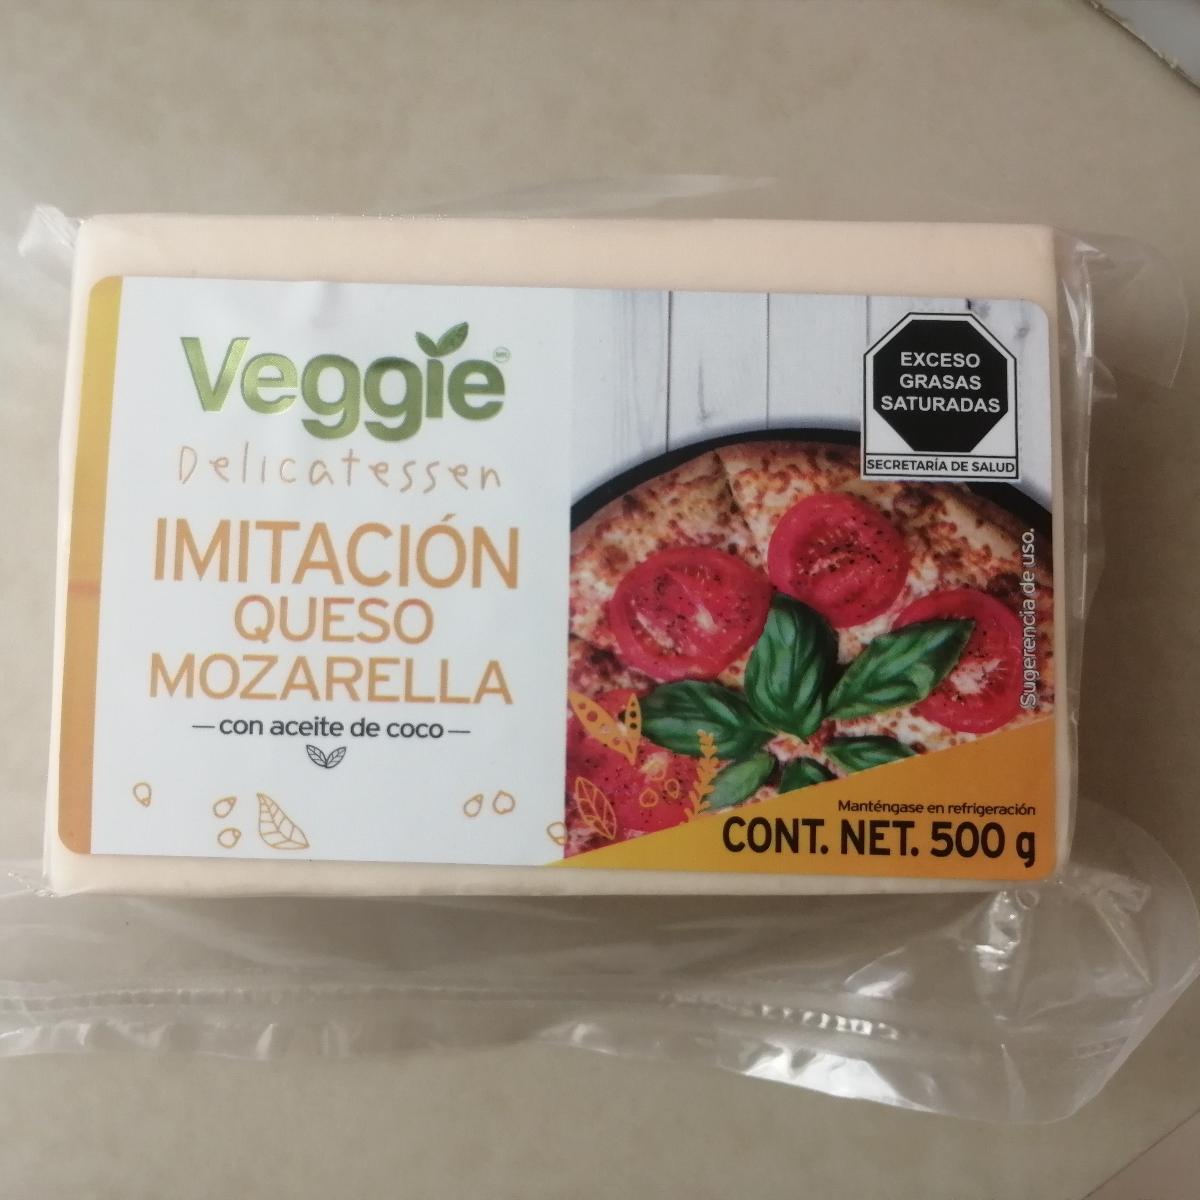 Veggie
MR
Delicatessen
IMITACIÓN
QUESO
MOZARELLA
—con aceite de coco—
EXCESO
GRASAS
SATURADAS
SECRETARÍA DE SALUD
Sugerencia de uso.
Manténgase en refrigeración
CONT. NET. 500 g